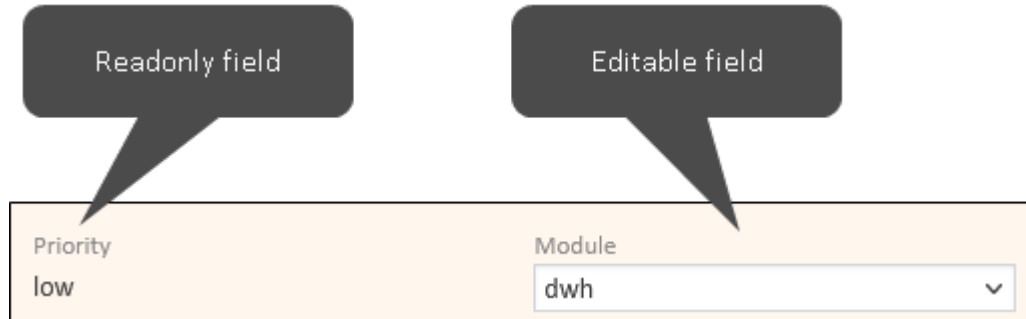 Readonly field
Editable field
Priority
Module
low
dwh